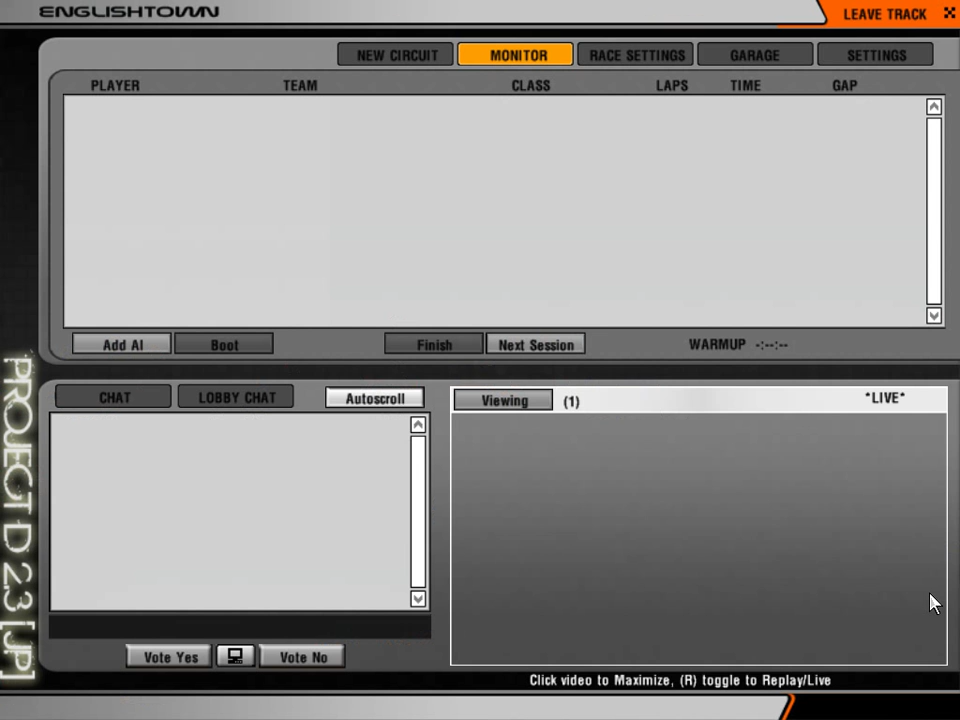 ENGLISHTOWN
LEAVE TRACK
NEW CIRCUIT MONITOR RACE SETTINGS GARAGE SETTINGS
PLAYER TEAM CLASS LAPS TIME GAP
Add AI Boot Finish Next Session WARMUP -:--:--
CHAT LOBBY CHAT Autoscroll
Viewing (1) *LIVE*
Vote Yes Vote No
Click video to Maximize, (R) toggle to Replay/Live
PROJECT D 2.3 [JP]